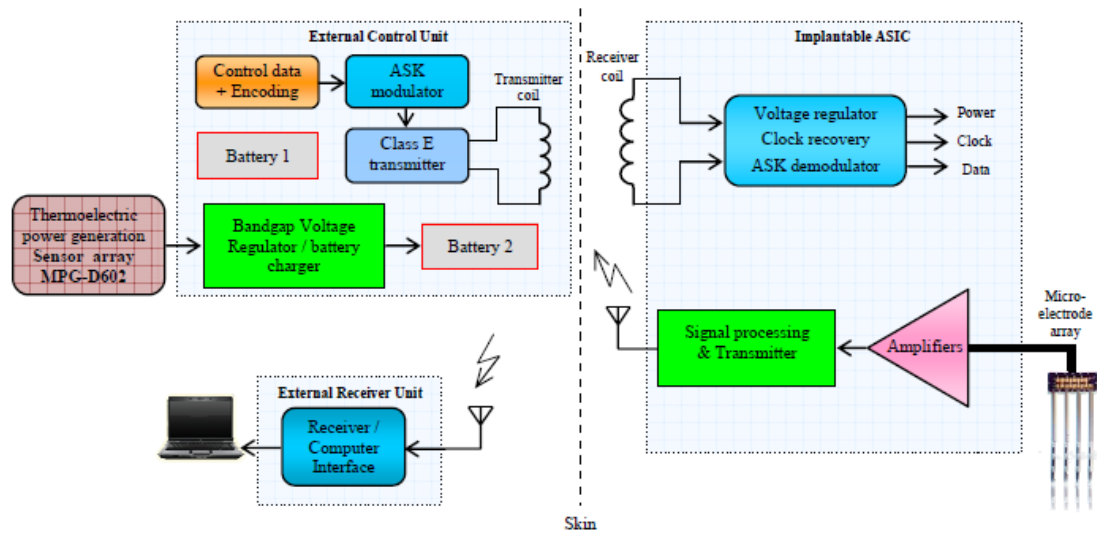 External Control Unit
Control data
+ Encoding
ASK
modulator
Transmitter
coil
Battery 1
Class E
transmitter
Thermoelectric
power generation
Sensor array
MPG-D602
Bandgap Voltage
Regulator / battery
charger
Battery 2
External Receiver Unit
Receiver /
Computer
Interface
Skin
Implantable ASIC
Receiver
coil
Voltage regulator
Clock recovery
ASK demodulator
Power
Clock
Data
Signal processing
& Transmitter
Amplifiers
Micro-
electrode
array